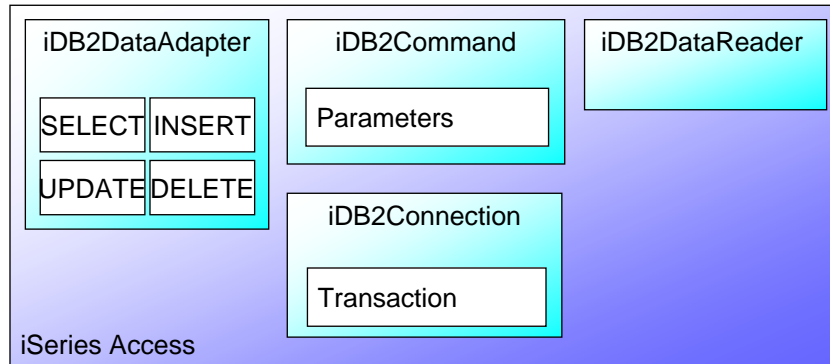 iDB2DataAdapter
SELECT INSERT
UPDATE DELETE
iDB2Command
Parameters
iDB2DataReader
iDB2Connection
Transaction
iSeries Access